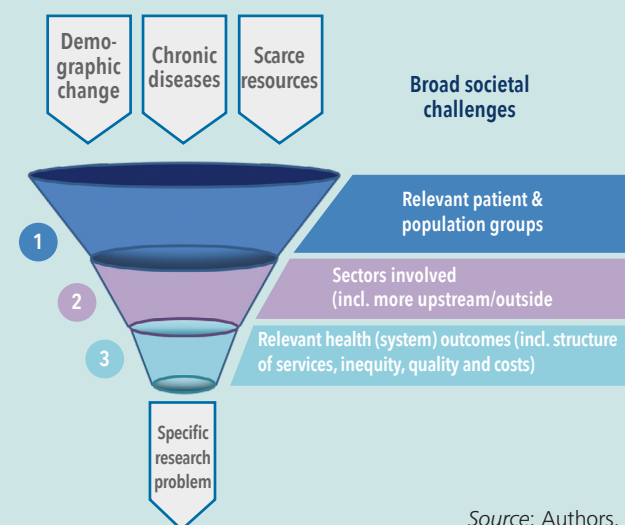 Demo-
graphic
change
Chronic
diseases
Scarce
resources
Broad societal
challenges
1
Relevant patient &
population groups
2
Sectors involved
(incl. more upstream/outside
3
Relevant health (system) outcomes (incl. structure
of services, inequity, quality and costs)
Specific
research
problem
Source: Authors.